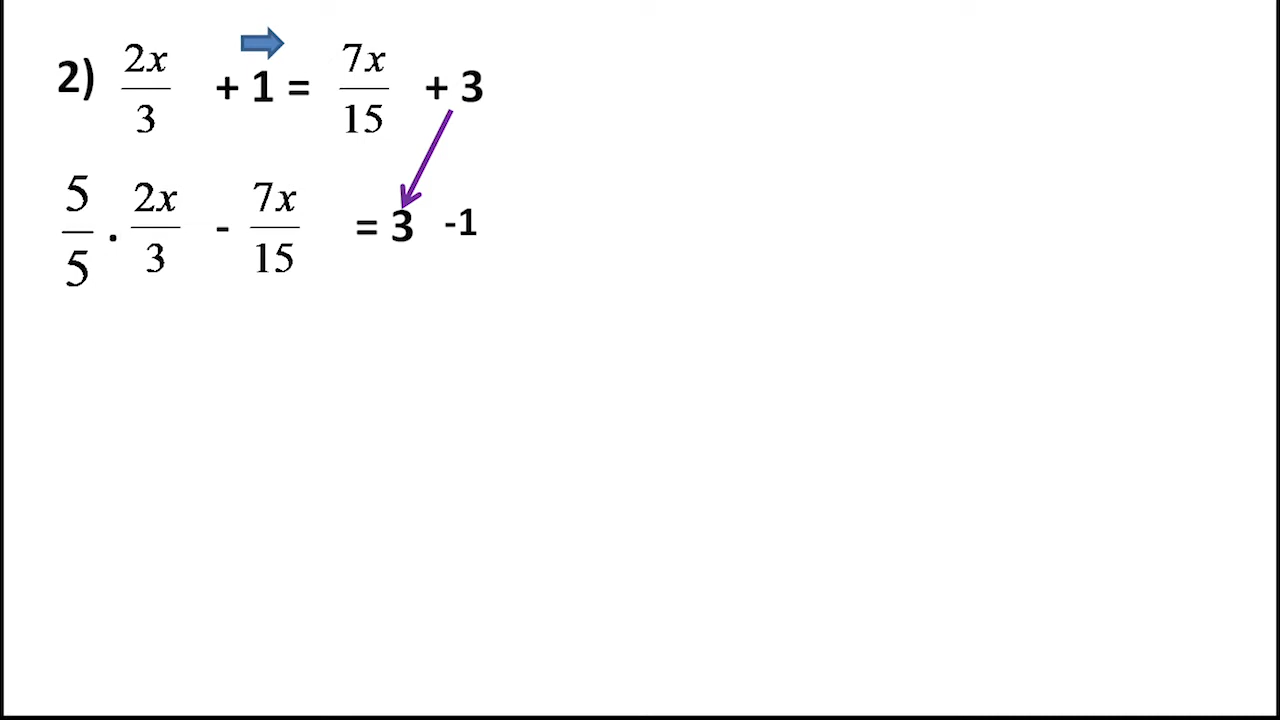 2) 2x/3 + 1 = 7x/15 + 3
5/5 . 2x/3 - 7x/15 = 3 -1